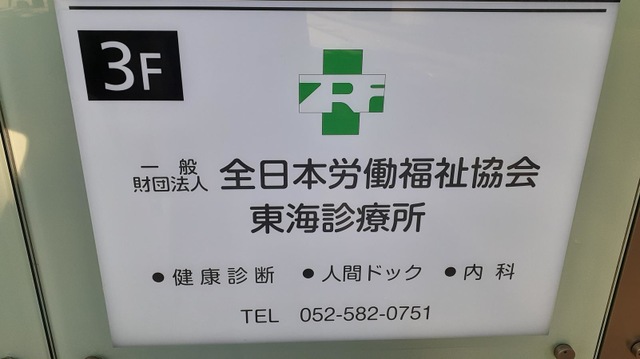 3F
ZRF
一般
財団法人 全日本労働福祉協会
東海診療所
●健康診断 ●人間ドック ●内科
TEL 052-582-0751